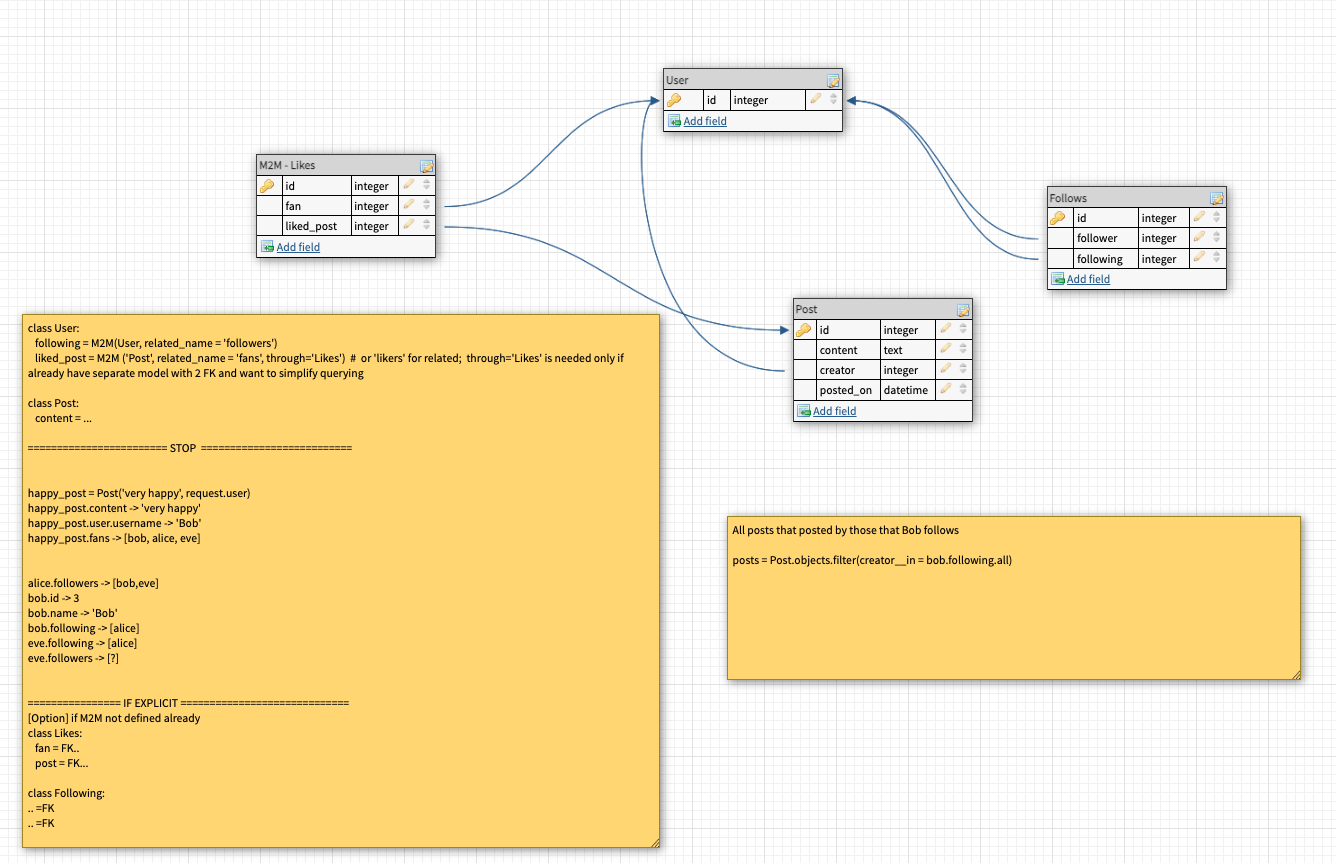 User
id integer
Add field
M2M - Likes
id integer
fan integer
liked_post integer
Add field
Follows
id integer
follower integer
following integer
Add field
Post
id integer
content text
creator integer
posted_on datetime
Add field
class User:
following = M2M(User, related_name = 'followers')
liked_post = M2M ('Post', related_name = 'fans', through='Likes') # or 'likers' for related; through='Likes' is needed only if
already have separate model with 2 FK and want to simplify querying
class Post:
content = ...
======================== STOP ==========================
happy_post = Post('very happy', request.user)
happy_post.content -> 'very happy'
happy_post.user.username -> 'Bob'
happy_post.fans -> [bob, alice, eve]
alice.followers -> [bob,eve]
bob.id -> 3
bob.name -> 'Bob'
bob.following -> [alice]
eve.following -> [alice]
eve.followers -> [?]
================ IF EXPLICIT =============================
[Option] if M2M not defined already
class Likes:
fan = FK..
post = FK...
class Following:
.. =FK
.. =FK
All posts that posted by those that Bob follows
posts = Post.objects.filter(creator__in = bob.following.all)